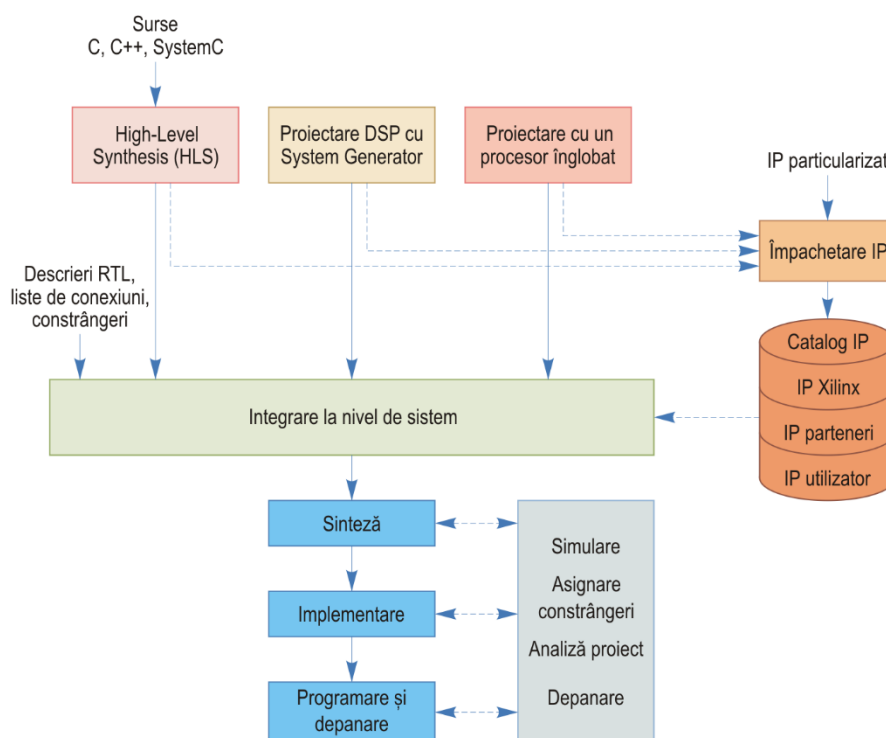 Surse
C, C++, SystemC
High-Level
Synthesis (HLS)
Proiectare DSP cu
System Generator
Proiectare cu un
procesor înglobat
IP particularizat
Împachetare IP
Descrieri RTL,
liste de conexiuni,
constrângeri
Catalog IP
IP Xilinx
IP parteneri
IP utilizator
Integrare la nivel de sistem
Sinteză
Implementare
Programare și
depanare
Simulare
Asignare
constrângeri
Analiză proiect
Depanare